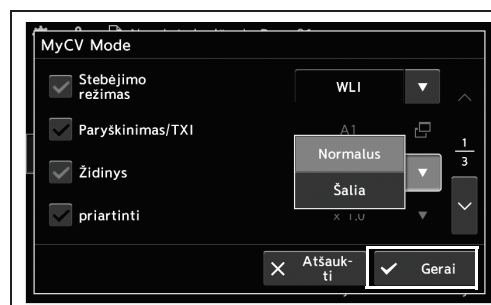 MyCV Mode
Stebėjimo
režimas
WLI
Paryškinimas/TXI
A1
Normalus
1
3
Židinys
Šalia
priartinti
x 1,0
Atšauk-
ti
Gerai